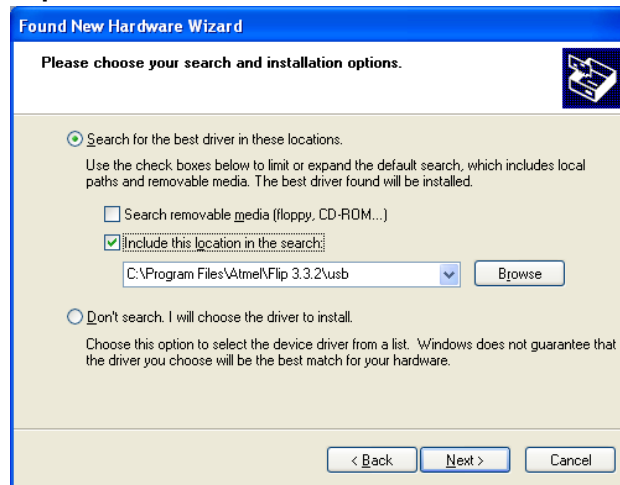 Found New Hardware Wizard
Please choose your search and installation options.
Search for the best driver in these locations.
Use the check boxes below to limit or expand the default search, which includes local
paths and removable media. The best driver found will be installed.
Search removable media (floppy, CD-ROM...)
Include this location in the search:
C:\Program Files\Atmel\Flip 3.3.2\usb
Browse
Don't search. I will choose the driver to install.
Choose this option to select the device driver from a list. Windows does not guarantee that
the driver you choose will be the best match for your hardware.
< Back
Next >
Cancel